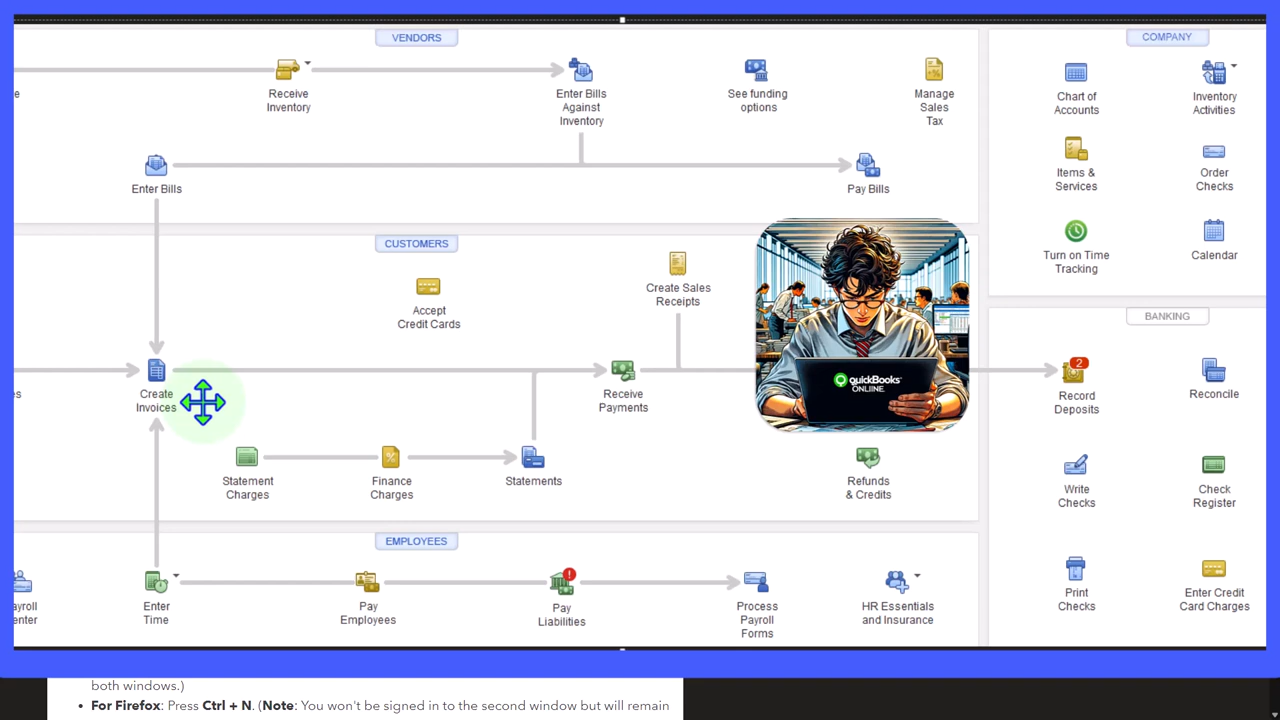 VENDORS
Receive
Inventory
Enter Bills
Against
Inventory
See funding
options
Manage
Sales
Tax
Enter Bills
Pay Bills
COMPANY
Chart of
Accounts
Inventory
Activities
Items &
Services
Order
Checks
Turn on Time
Tracking
Calendar
CUSTOMERS
Accept
Credit Cards
Create Sales
Receipts
quickBooks
ONLIINE
Create
Invoices
Receive
Payments
Statement
Charges
Finance
Charges
Statements
Refunds
& Credits
BANKING
2
Record
Deposits
Reconcile
Write
Checks
Check
Register
Print
Checks
Enter Credit
Card Charges
EMPLOYEES
ayroll
enter
Enter
Time
Pay
Employees
Pay
Liabilities
Process
Payroll
Forms
HR Essentials
and Insurance
both windows.)
• For Firefox: Press Ctrl + N. (Note: You won't be signed in to the second window but will remain